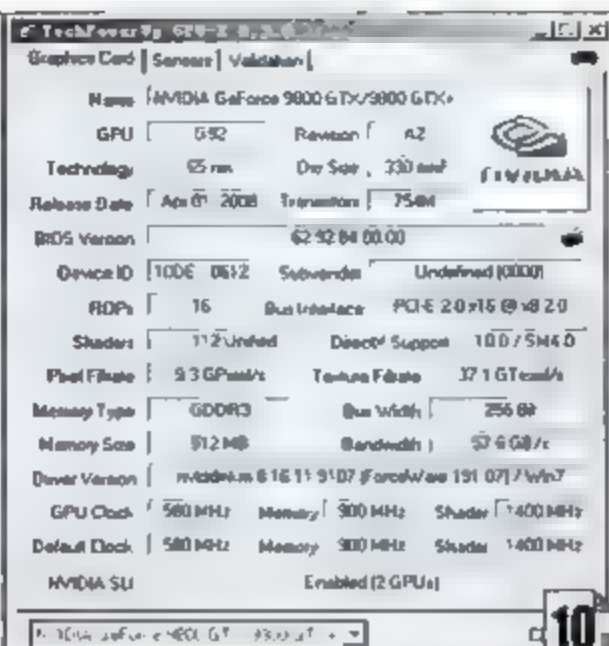 TechPowerUp GPU-Z
Graphics Card Sensors Validation
Name NVIDIA GeForce 9800 GTX/9800 GTX+
GPU G92 Revision A2
Technology 65 nm Die Size 330 mm²
Release Date Apr 01 2008 Transistors 754M
NVIDIA
BIOS Version 62.92.84.00.00
Device ID 10DE 0612 Subvendor Undefined (0000)
ROPs 16 Bus Interface PCI-E 2.0 x16 @ x8 2.0
Shaders 112 Unified DirectX Support 10.0 / SM4.0
Pixel Fillrate 9.3 GPixel/s Texture Fillrate 37.1 GTexel/s
Memory Type GDDR3 Bus Width 256 Bit
Memory Size 512 MB Bandwidth 57.6 GB/s
Driver Version 8.16.11.9107 (ForceWare 191.07) / Win7
GPU Clock 580 MHz Memory 900 MHz Shader 1400 MHz
Default Clock 580 MHz Memory 900 MHz Shader 1400 MHz
NVIDIA SLI Enabled (2 GPUs)
10